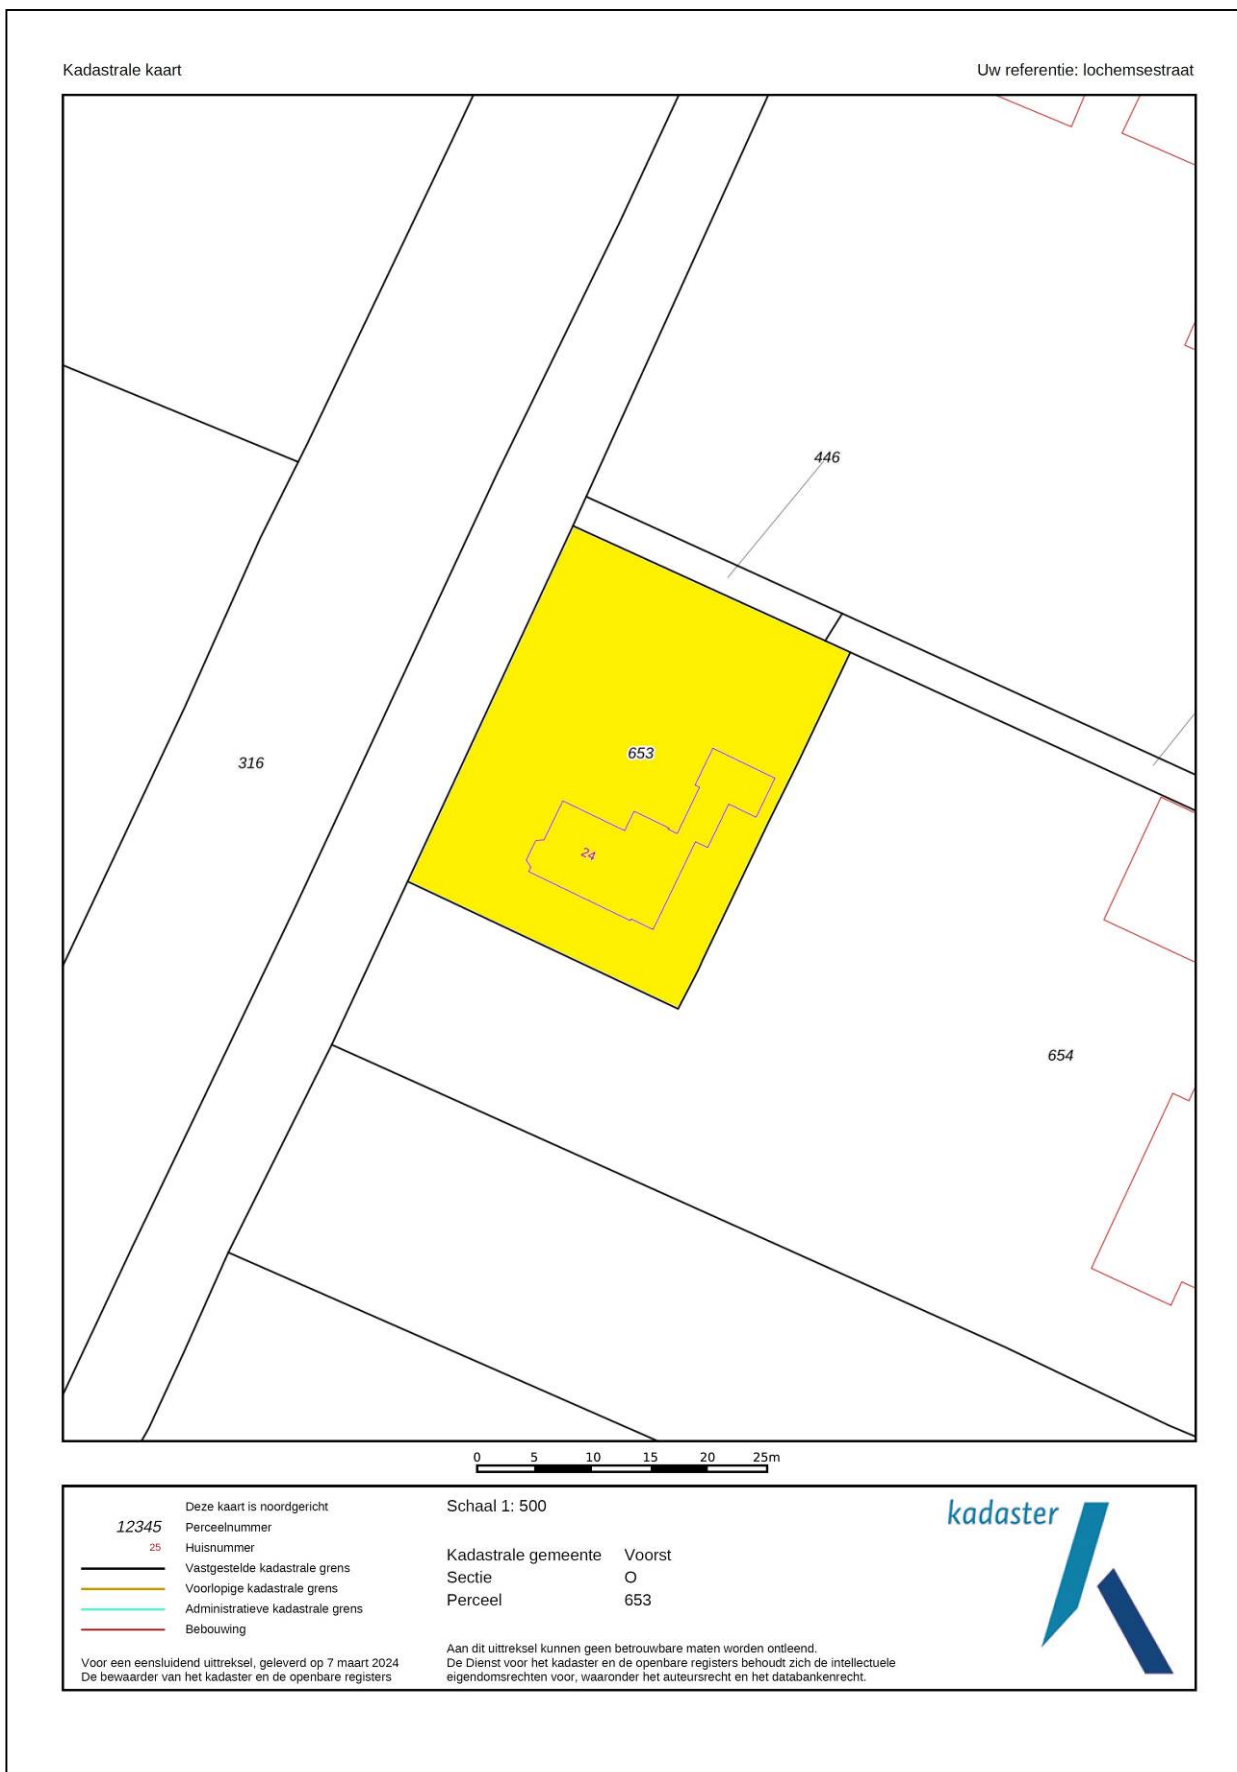 Kadastrale kaart
Uw referentie: lochemsestraat
446
653
316
24
654
0 5 10 15 20 25m
Deze kaart is noordgericht
12345 Perceelnummer
25 Huisnummer
Vastgestelde kadastrale grens
Voorlopige kadastrale grens
Administratieve kadastrale grens
Bebouwing
Voor een eensluidend uittreksel, geleverd op 7 maart 2024
De bewaarder van het kadaster en de openbare registers
Schaal 1: 500
Kadastrale gemeente Voorst
Sectie O
Perceel 653
Aan dit uittreksel kunnen geen betrouwbare maten worden ontleend.
De Dienst voor het kadaster en de openbare registers behoudt zich de intellectuele
eigendomsrechten voor, waaronder het auteursrecht en het databankenrecht.
kadaster